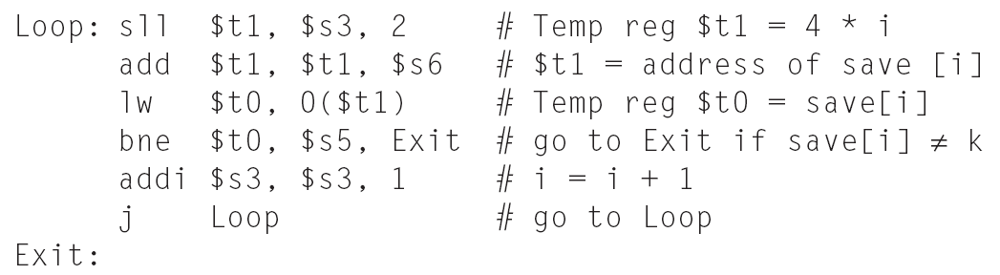 Loop: sll $t1, $s3, 2 # Temp reg $t1 = 4 * i
add $t1, $t1, $s6 # $t1 = address of save [i]
lw $t0, 0($t1) # Temp reg $t0 = save[i]
bne $t0, $s5, Exit # go to Exit if save[i] ≠ k
addi $s3, $s3, 1 # i = i + 1
j Loop # go to Loop
Exit: